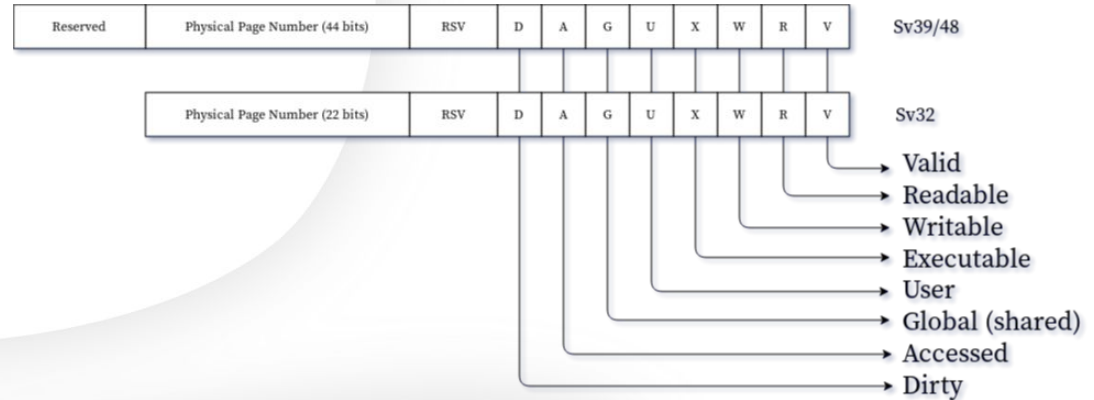 Reserved Physical Page Number (44 bits) RSV D A G U X W R V Sv39/48
Physical Page Number (22 bits) RSV D A G U X W R V Sv32
Valid
Readable
Writable
Executable
User
Global (shared)
Accessed
Dirty